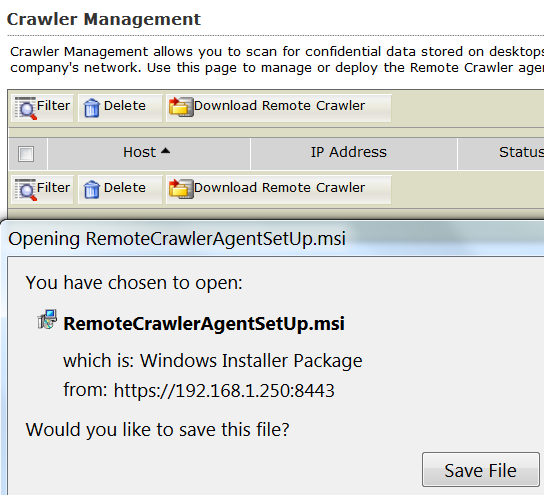 Crawler Management
Crawler Management allows you to scan for confidential data stored on desktops
company's network. Use this page to manage or deploy the Remote Crawler agen
Filter Delete Download Remote Crawler
Host IP Address Status
Filter Delete Download Remote Crawler
Opening RemoteCrawlerAgentSetUp.msi
You have chosen to open:
RemoteCrawlerAgentSetUp.msi
which is: Windows Installer Package
from: https://192.168.1.250:8443
Would you like to save this file?
Save File